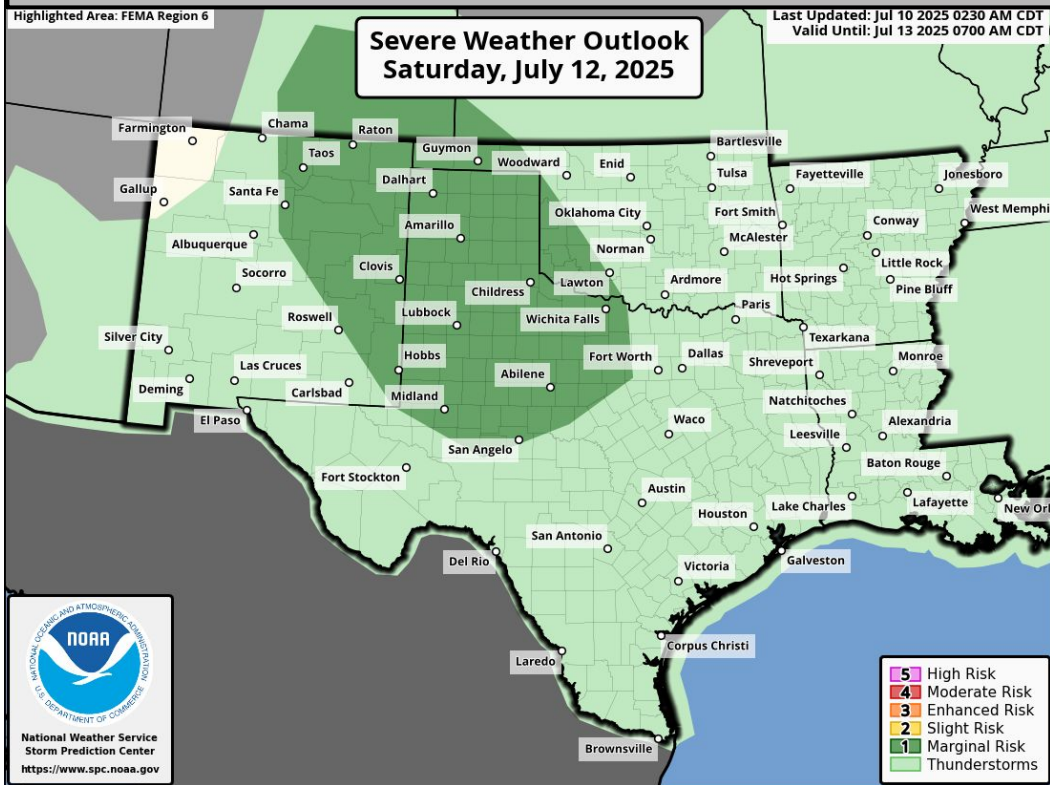 Highlighted Area: FEMA Region 6
Last Updated: Jul 10 2025 0230 AM CDT
Valid Until: Jul 13 2025 0700 AM CDT
Severe Weather Outlook
Saturday, July 12, 2025
Farmington
Chama
Raton
Taos
Guymon
Woodward
Enid
Bartlesville
Tulsa
Fayetteville
Jonesboro
Gallup
Santa Fe
Dalhart
Amarillo
Oklahoma City
Fort Smith
Conway
West Memphi
Albuquerque
Norman
McAlester
Little Rock
Socorro
Clovis
Childress
Lawton
Ardmore
Hot Springs
Pine Bluff
Roswell
Lubbock
Wichita Falls
Paris
Texarkana
Silver City
Hobbs
Fort Worth
Dallas
Shreveport
Monroe
Las Cruces
Deming
Carlsbad
Midland
Abilene
Natchitoches
El Paso
San Angelo
Waco
Leesville
Alexandria
Fort Stockton
Baton Rouge
Austin
Houston
Lake Charles
Lafayette
New Orl
Del Rio
San Antonio
Victoria
Galveston
Laredo
Corpus Christi
Brownsville
NATIONAL OCEANIC AND ATMOSPHERIC ADMINISTRATION
NOAA
U.S. DEPARTMENT OF COMMERCE
National Weather Service
Storm Prediction Center
https://www.spc.noaa.gov
5 High Risk
4 Moderate Risk
3 Enhanced Risk
2 Slight Risk
1 Marginal Risk
Thunderstorms